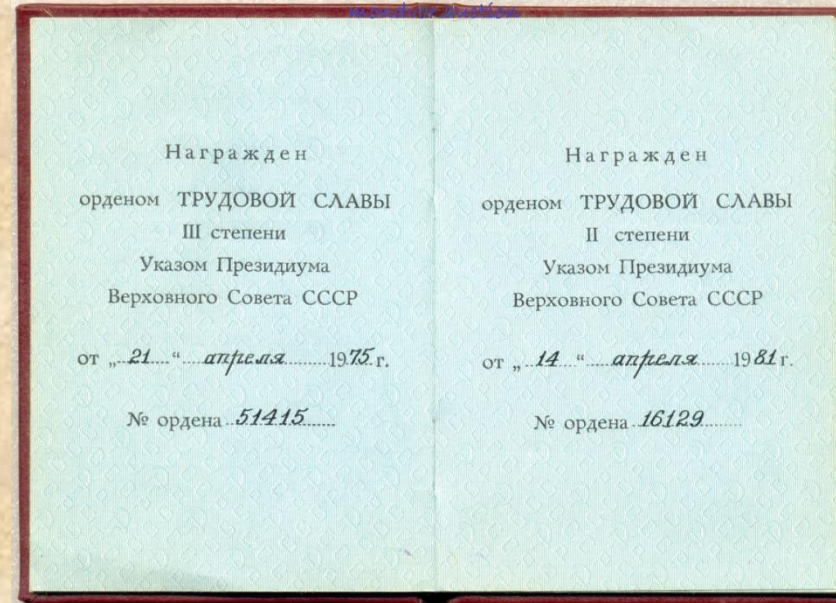 Награжден
орденом ТРУДОВОЙ СЛАВЫ
III степени
Указом Президиума
Верховного Совета СССР
от „21“ апреля 1975 г.
№ ордена 51415
Награжден
орденом ТРУДОВОЙ СЛАВЫ
II степени
Указом Президиума
Верховного Совета СССР
от „14“ апреля 1981 г.
№ ордена 16129